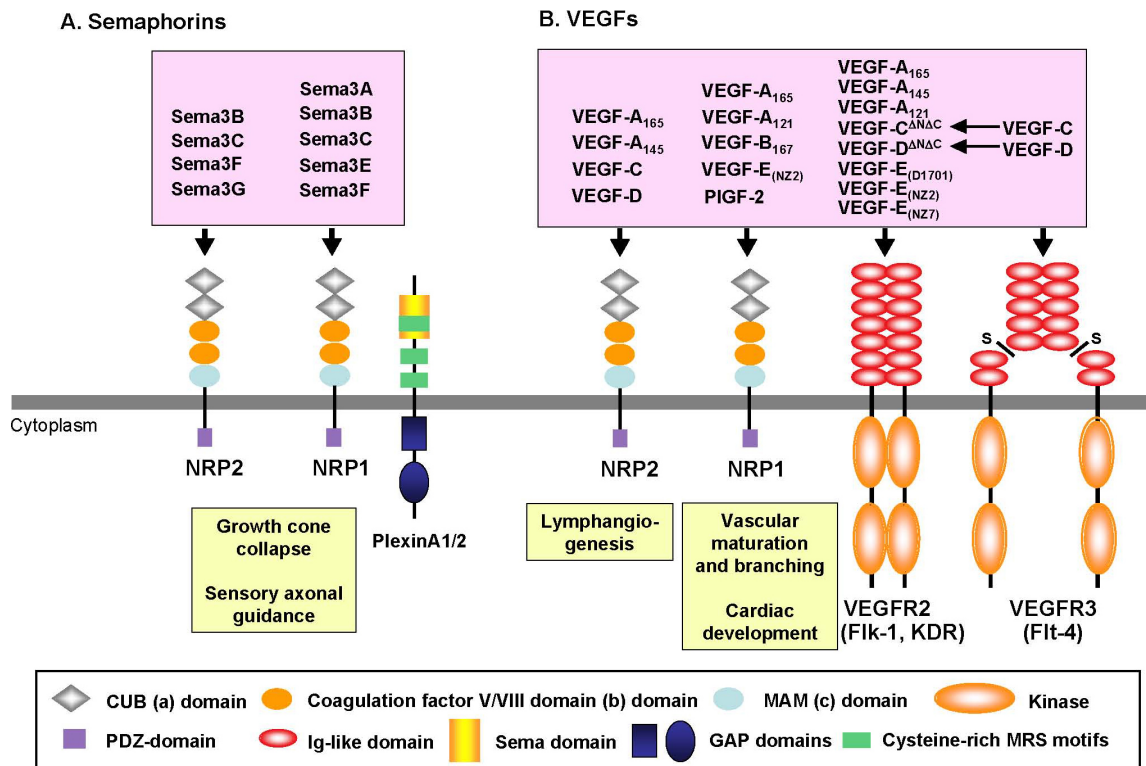 A. Semaphorins
Sema3B
Sema3C
Sema3F
Sema3G
Sema3A
Sema3B
Sema3C
Sema3E
Sema3F
NRP2
NRP1
PlexinA1/2
Growth cone
collapse
Sensory axonal
guidance
B. VEGFs
VEGF-A165
VEGF-A145
VEGF-C
VEGF-D
VEGF-A165
VEGF-A121
VEGF-B167
VEGF-E(NZ2)
PlGF-2
VEGF-A165
VEGF-A145
VEGF-A121
VEGF-CΔNΔC
VEGF-DΔNΔC
VEGF-E(D1701)
VEGF-E(NZ2)
VEGF-E(NZ7)
VEGF-C
VEGF-D
S
S
Cytoplasm
NRP2
NRP1
Lymphangio-
genesis
Vascular
maturation
and branching
Cardiac
development
VEGFR2
(Flk-1, KDR)
VEGFR3
(Flt-4)
CUB (a) domain
Coagulation factor V/VIII domain (b) domain
MAM (c) domain
Kinase
PDZ-domain
Ig-like domain
Sema domain
GAP domains
Cysteine-rich MRS motifs